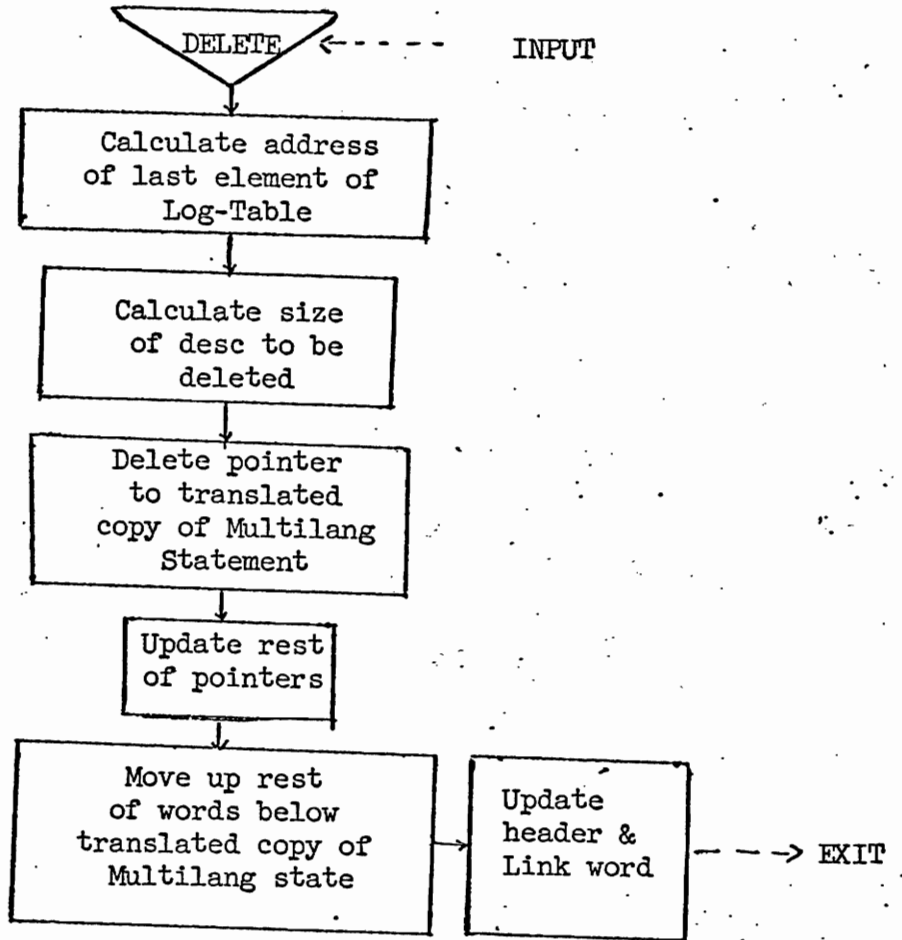 DELETE
INPUT
Calculate address
of last element of
Log-Table
Calculate size
of desc to be
deleted
Delete pointer
to translated
copy of Multilang
Statement
Update rest
of pointers
Move up rest
of words below
translated copy of
Multilang state
Update
header &
Link word
EXIT